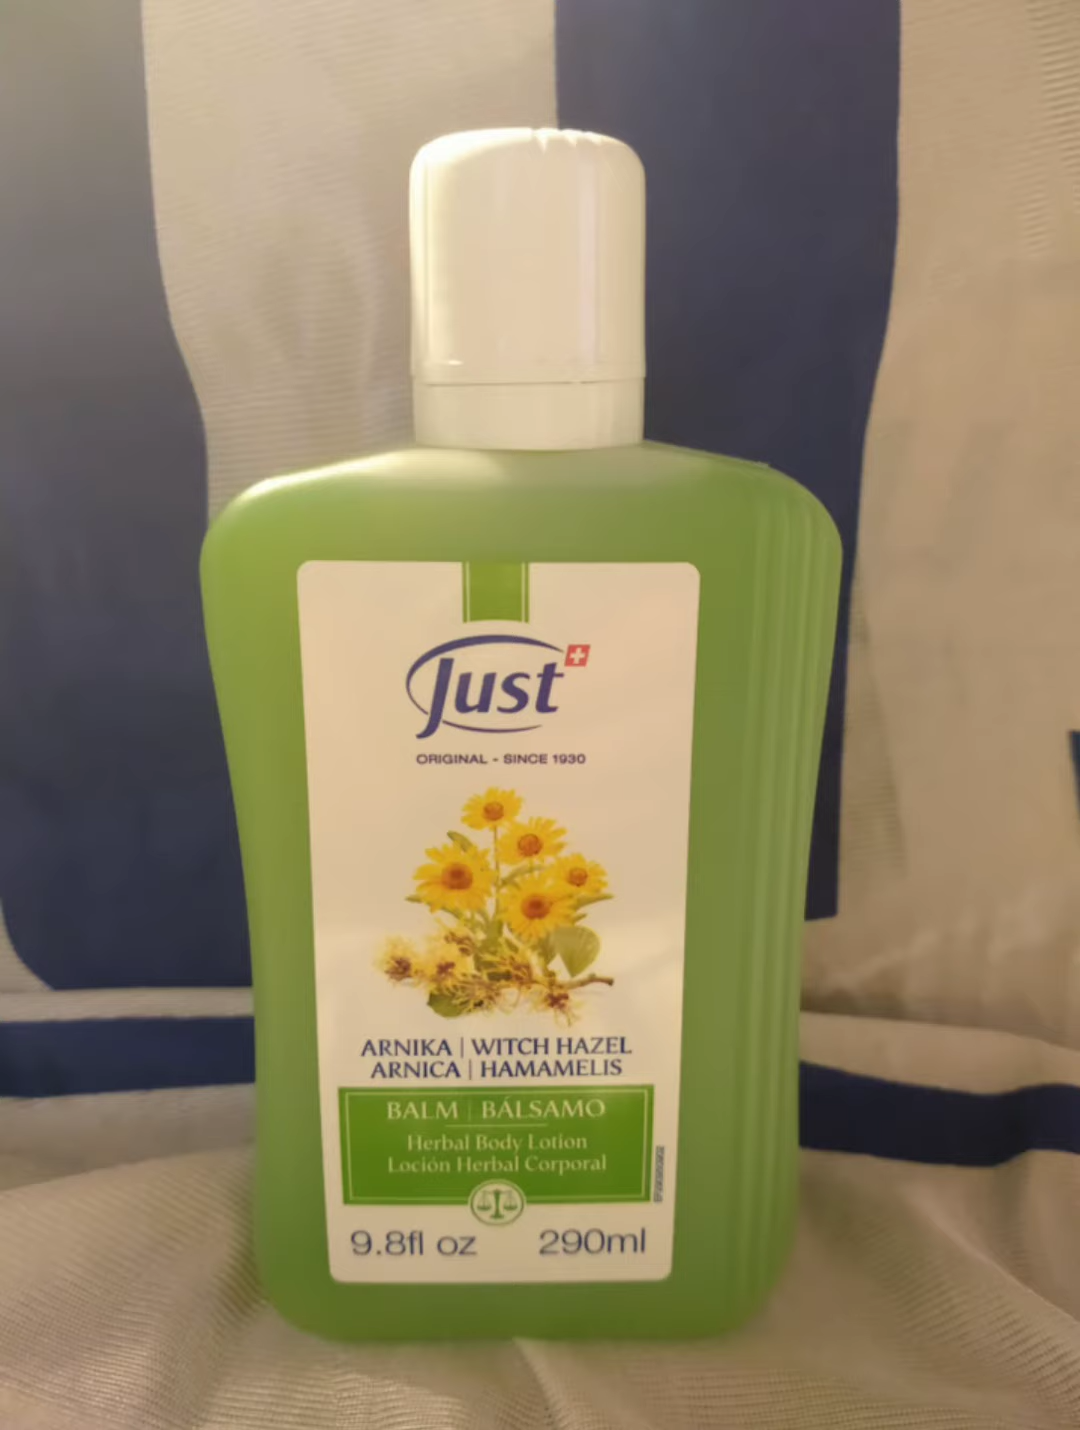 Just
ORIGINAL - SINCE 1930
ARNIKA | WITCH HAZEL
ARNICA | HAMAMELIS
BALM | BÁLSAMO
Herbal Body Lotion
Loción Herbal Corporal
9.8fl oz 290ml